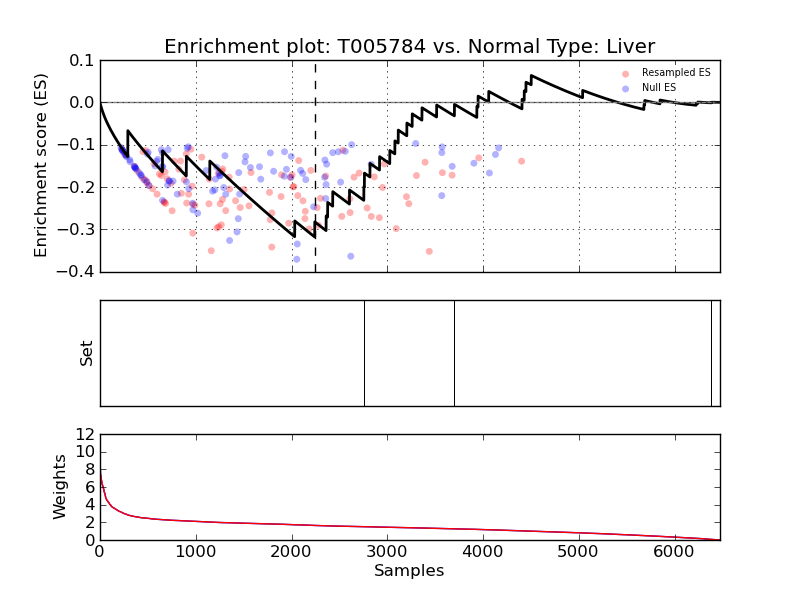 Enrichment plot: T005784 vs. Normal Type: Liver
Enrichment score (ES)
0.1
0.0
−0.1
−0.2
−0.3
−0.4
Resampled ES
Null ES
Set
Weights
12
10
8
6
4
2
0
0 1000 2000 3000 4000 5000 6000
Samples